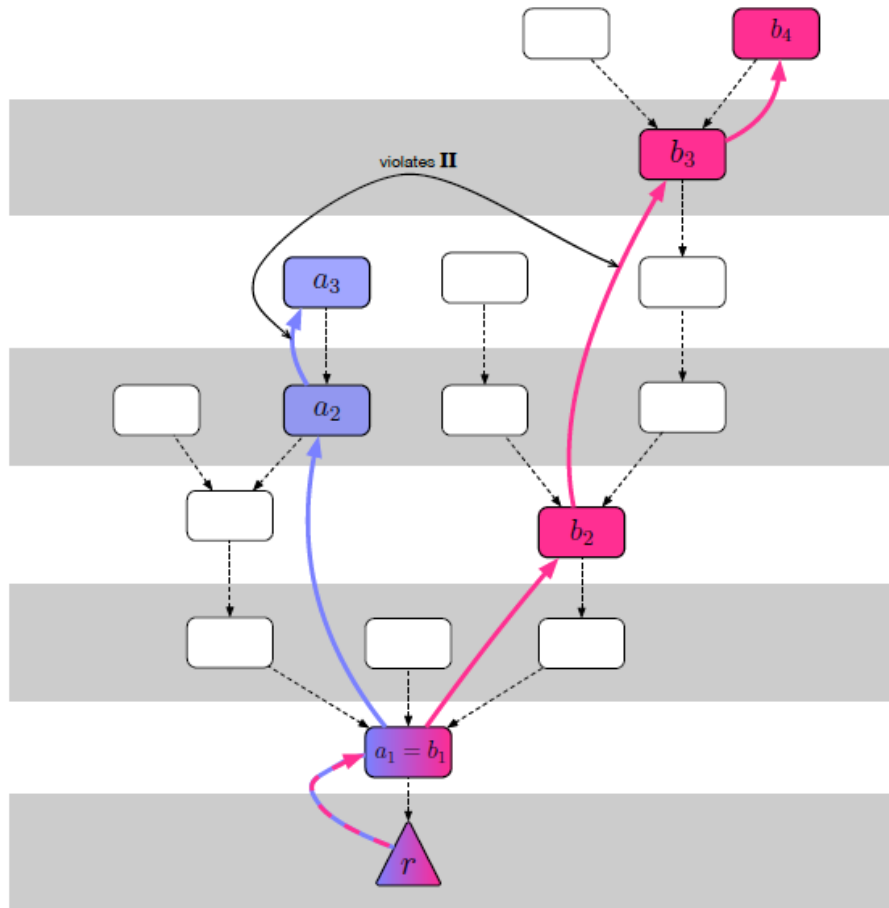 b₄
b₃
violates II
a₃
a₂
b₂
a₁ = b₁
r